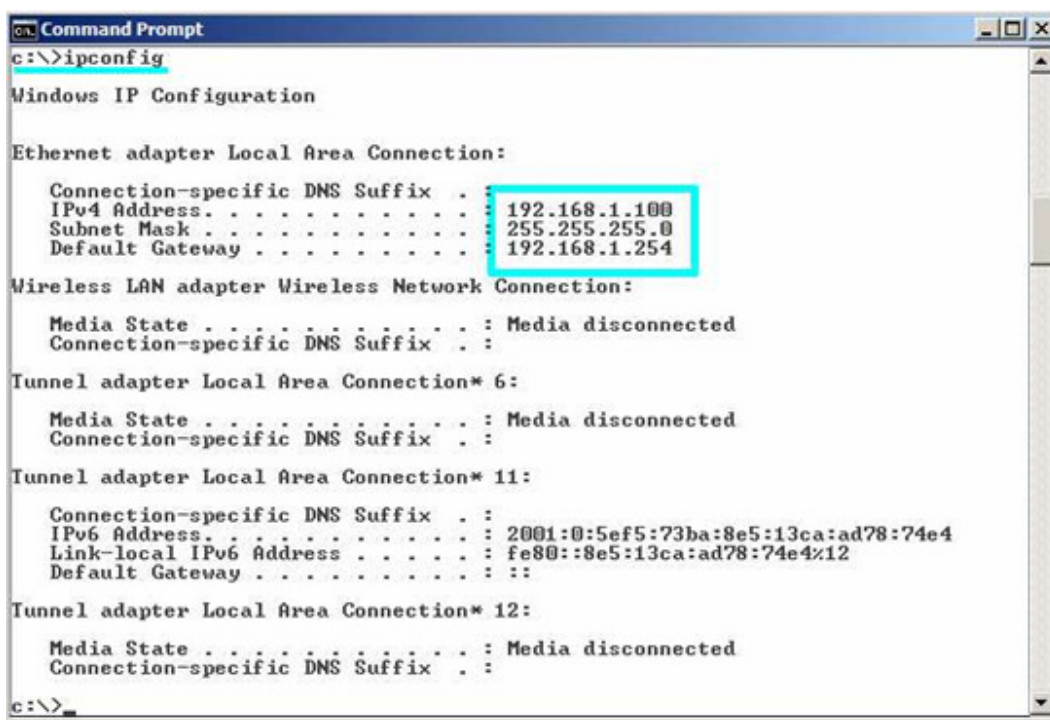 Command Prompt
c:\>ipconfig
Windows IP Configuration
Ethernet adapter Local Area Connection:
Connection-specific DNS Suffix . :
IPv4 Address. . . . . . . . . . . : 192.168.1.100
Subnet Mask . . . . . . . . . . . : 255.255.255.0
Default Gateway . . . . . . . . . : 192.168.1.254
Wireless LAN adapter Wireless Network Connection:
Media State . . . . . . . . . . . : Media disconnected
Connection-specific DNS Suffix . :
Tunnel adapter Local Area Connection* 6:
Media State . . . . . . . . . . . : Media disconnected
Connection-specific DNS Suffix . :
Tunnel adapter Local Area Connection* 11:
Connection-specific DNS Suffix . :
IPv6 Address. . . . . . . . . . . : 2001:0:5ef5:73ba:8e5:13ca:ad78:74e4
Link-local IPv6 Address . . . . . : fe80::8e5:13ca:ad78:74e4%12
Default Gateway . . . . . . . . . : ::
Tunnel adapter Local Area Connection* 12:
Media State . . . . . . . . . . . : Media disconnected
Connection-specific DNS Suffix . :
c:\>_